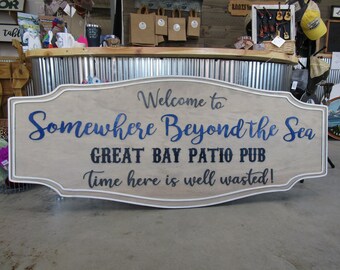 Welcome to
Somewhere Beyond the Sea
GREAT BAY PATIO PUB
Time here is well wasted!